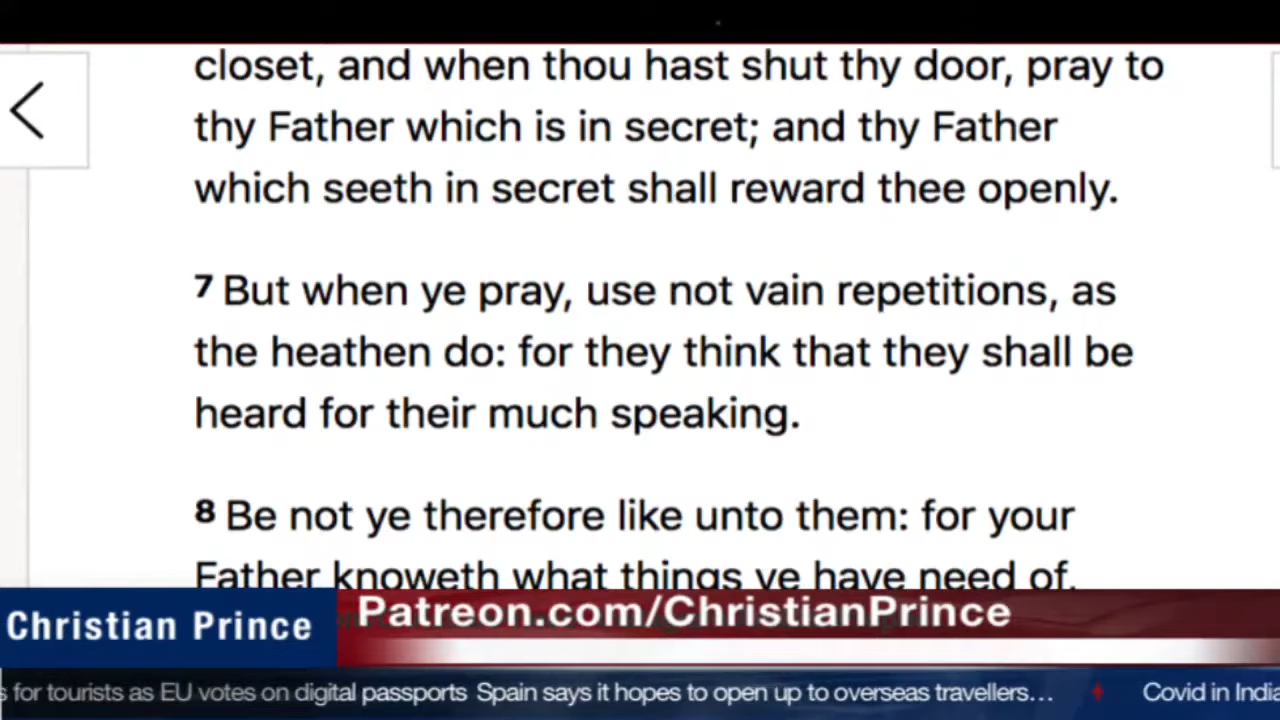 closet, and when thou hast shut thy door, pray to
thy Father which is in secret; and thy Father
which seeth in secret shall reward thee openly.
7 But when ye pray, use not vain repetitions, as
the heathen do: for they think that they shall be
heard for their much speaking.
8 Be not ye therefore like unto them: for your
Father knoweth what things ye have need of,
Christian Prince
Patreon.com/ChristianPrince
s for tourists as EU votes on digital passports Spain says it hopes to open up to overseas travellers... Covid in India